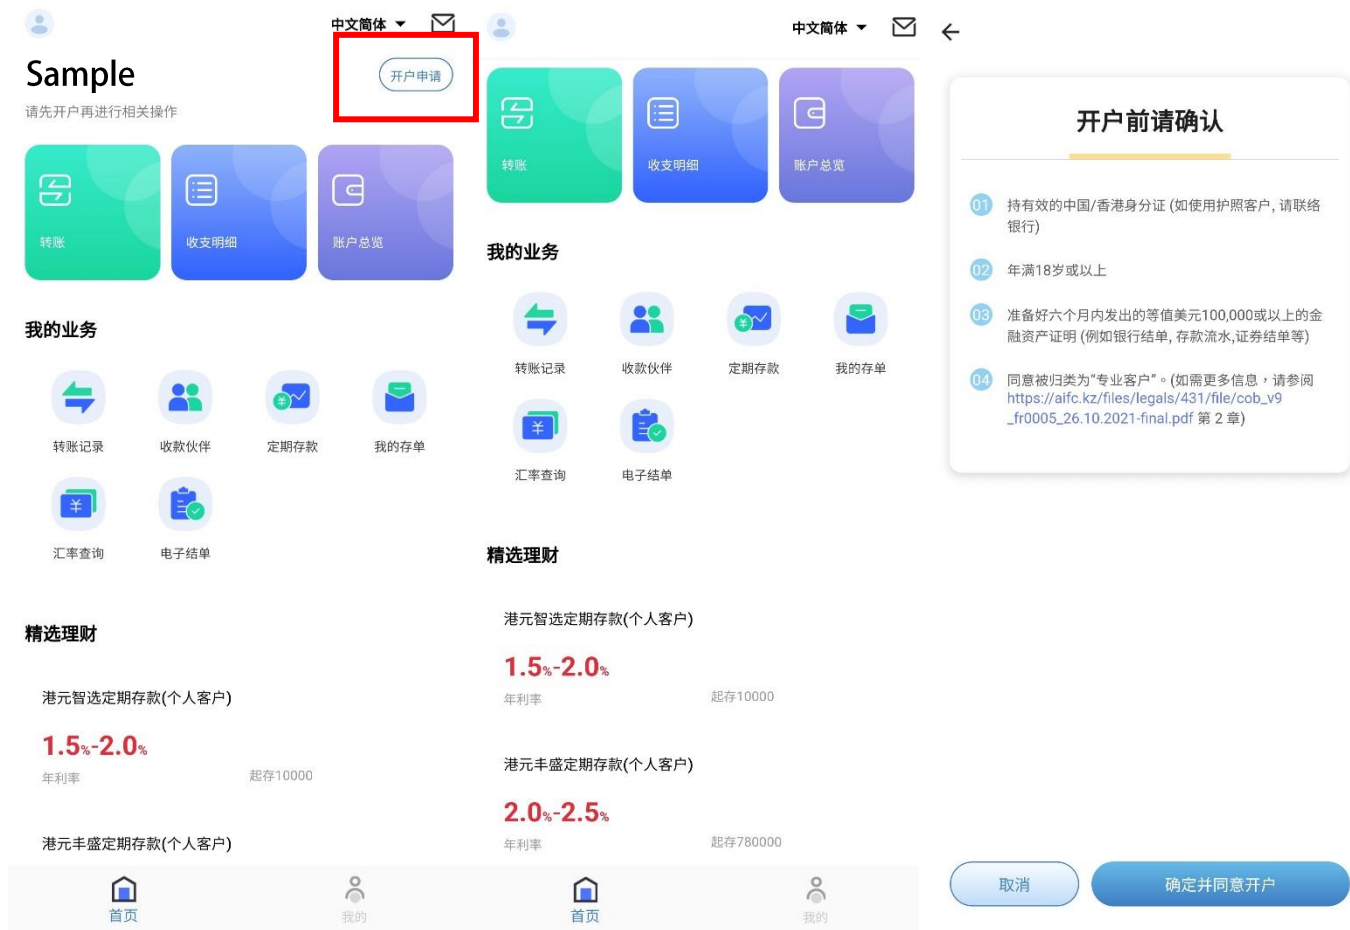 中文简体
Sample
开户申请
请先开户再进行相关操作
转账
收支明细
账户总览
我的业务
转账记录
收款伙伴
定期存款
我的存单
汇率查询
电子结单
精选理财
港元智选定期存款(个人客户)
1.5%-2.0%
年利率
起存10000
港元丰盛定期存款(个人客户)
首页
我的
中文简体
转账
收支明细
账户总览
我的业务
转账记录
收款伙伴
定期存款
我的存单
汇率查询
电子结单
精选理财
港元智选定期存款(个人客户)
1.5%-2.0%
年利率
起存10000
港元丰盛定期存款(个人客户)
2.0%-2.5%
年利率
起存780000
首页
我的
开户前请确认
01 持有效的中国/香港身分证 (如使用护照客户, 请联络
银行)
02 年满18岁或以上
03 准备好六个月内发出的等值美元100,000或以上的金
融资产证明 (例如银行结单, 存款流水,证券结单等)
04 同意被归类为"专业客户"。(如需更多信息，请参阅
https://aifc.kz/files/legals/431/file/cob_v9
_fr0005_26.10.2021-final.pdf 第 2 章)
取消
确定并同意开户